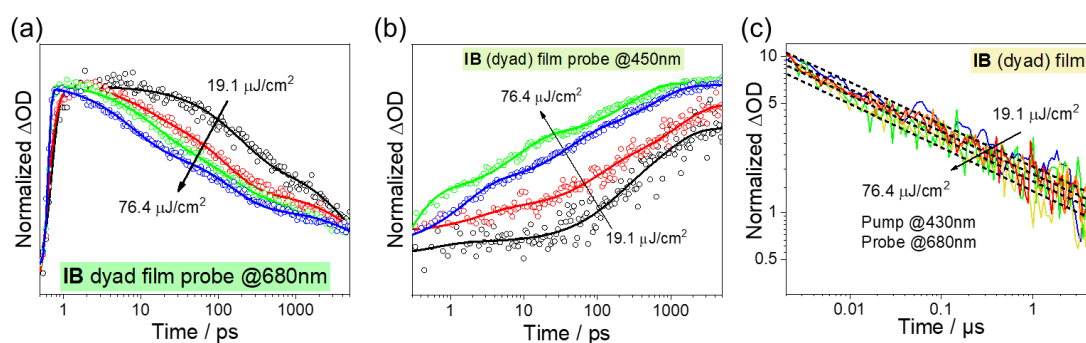 (a)
Normalized ΔOD
19.1 μJ/cm²
76.4 μJ/cm²
IB dyad film probe @680nm
1 10 100 1000
Time / ps
(b)
Normalized ΔOD
IB (dyad) film probe @450nm
76.4 μJ/cm²
19.1 μJ/cm²
1 10 100 1000
Time / ps
(c)
Normalized ΔOD
10
5
1
0.5
IB (dyad) film
19.1 μJ/cm²
76.4 μJ/cm²
Pump @430nm
Probe @680nm
0.01 0.1 1
Time / μs